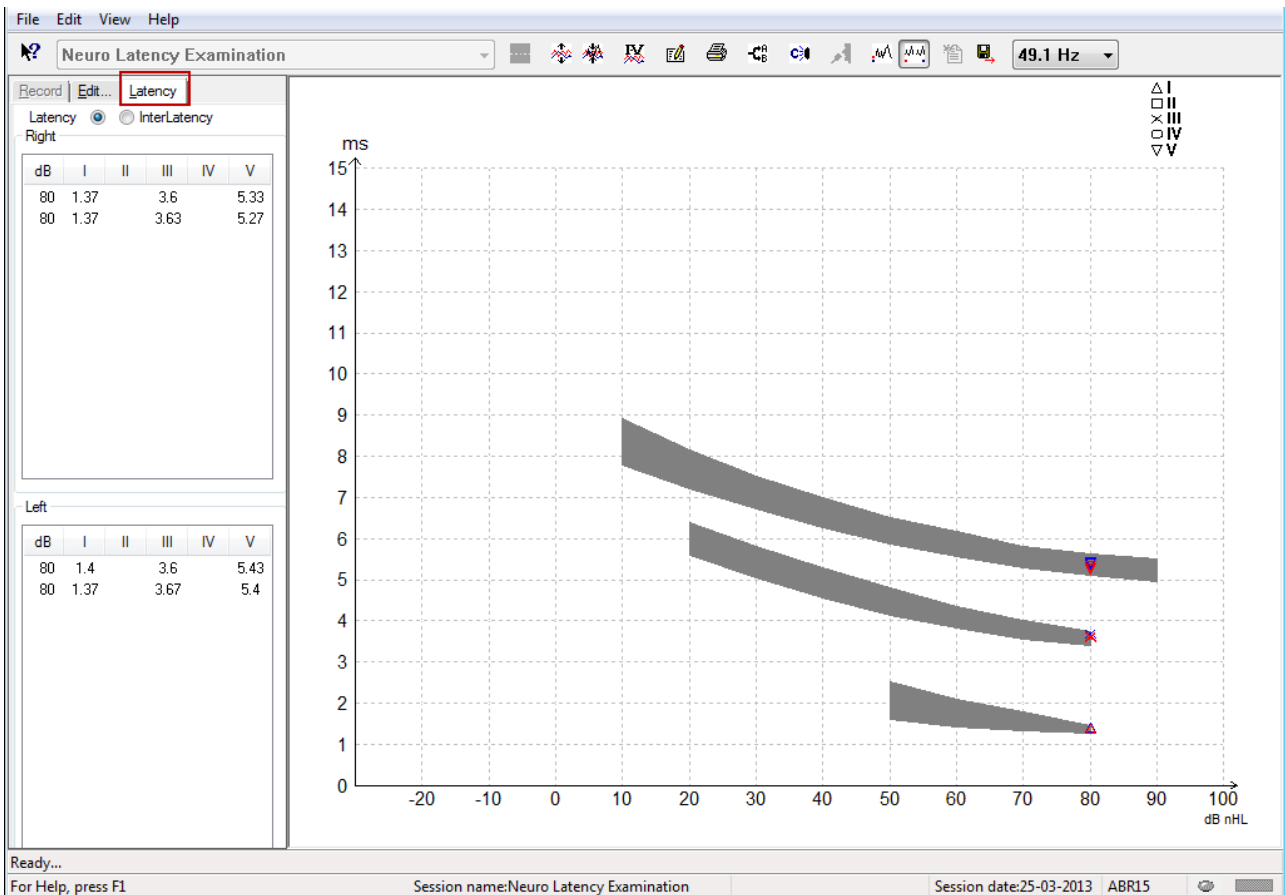 File Edit View Help
Neuro Latency Examination 49.1 Hz
Record Edit... Latency
Latency InterLatency
Right
dB I II III IV V
80 1.37 3.6 5.33
80 1.37 3.63 5.27
Left
dB I II III IV V
80 1.4 3.6 5.43
80 1.37 3.67 5.4
I
II
III
IV
V
ms
15
14
13
12
11
10
9
8
7
6
5
4
3
2
1
0
-20 -10 0 10 20 30 40 50 60 70 80 90 100
dB nHL
Ready...
For Help, press F1 Session name:Neuro Latency Examination Session date:25-03-2013 ABR15